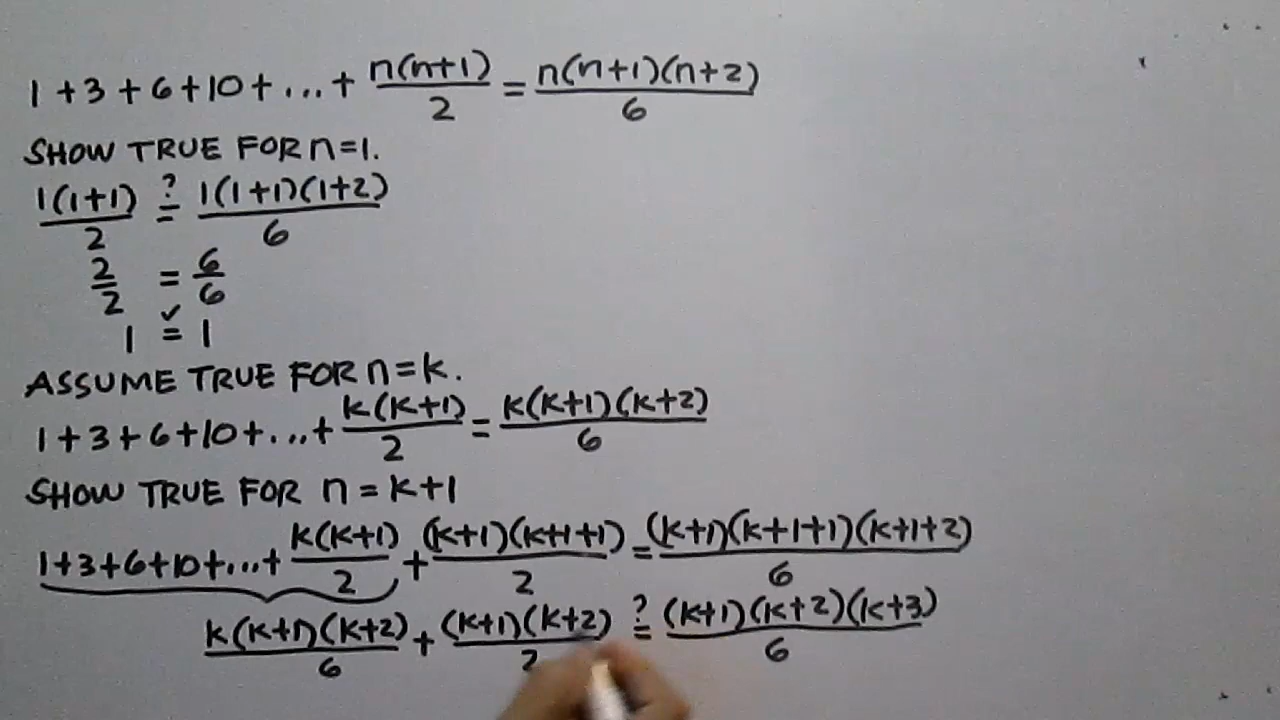 1 + 3 + 6 + 10 + ... + n(n+1)/2 = n(n+1)(n+2)/6
SHOW TRUE FOR n=1.
1(1+1)/2 ?= 1(1+1)(1+2)/6
2/2 = 6/6
1 =✓ 1
ASSUME TRUE FOR n=k.
1 + 3 + 6 + 10 + ... + k(k+1)/2 = k(k+1)(k+2)/6
SHOW TRUE FOR n = k+1
1+3+6+10+...+ k(k+1)/2 + (k+1)(k+1+1)/2 = (k+1)(k+1+1)(k+1+2)/6
k(k+1)(k+2)/6 + (k+1)(k+2)/2 ?= (k+1)(k+2)(k+3)/6